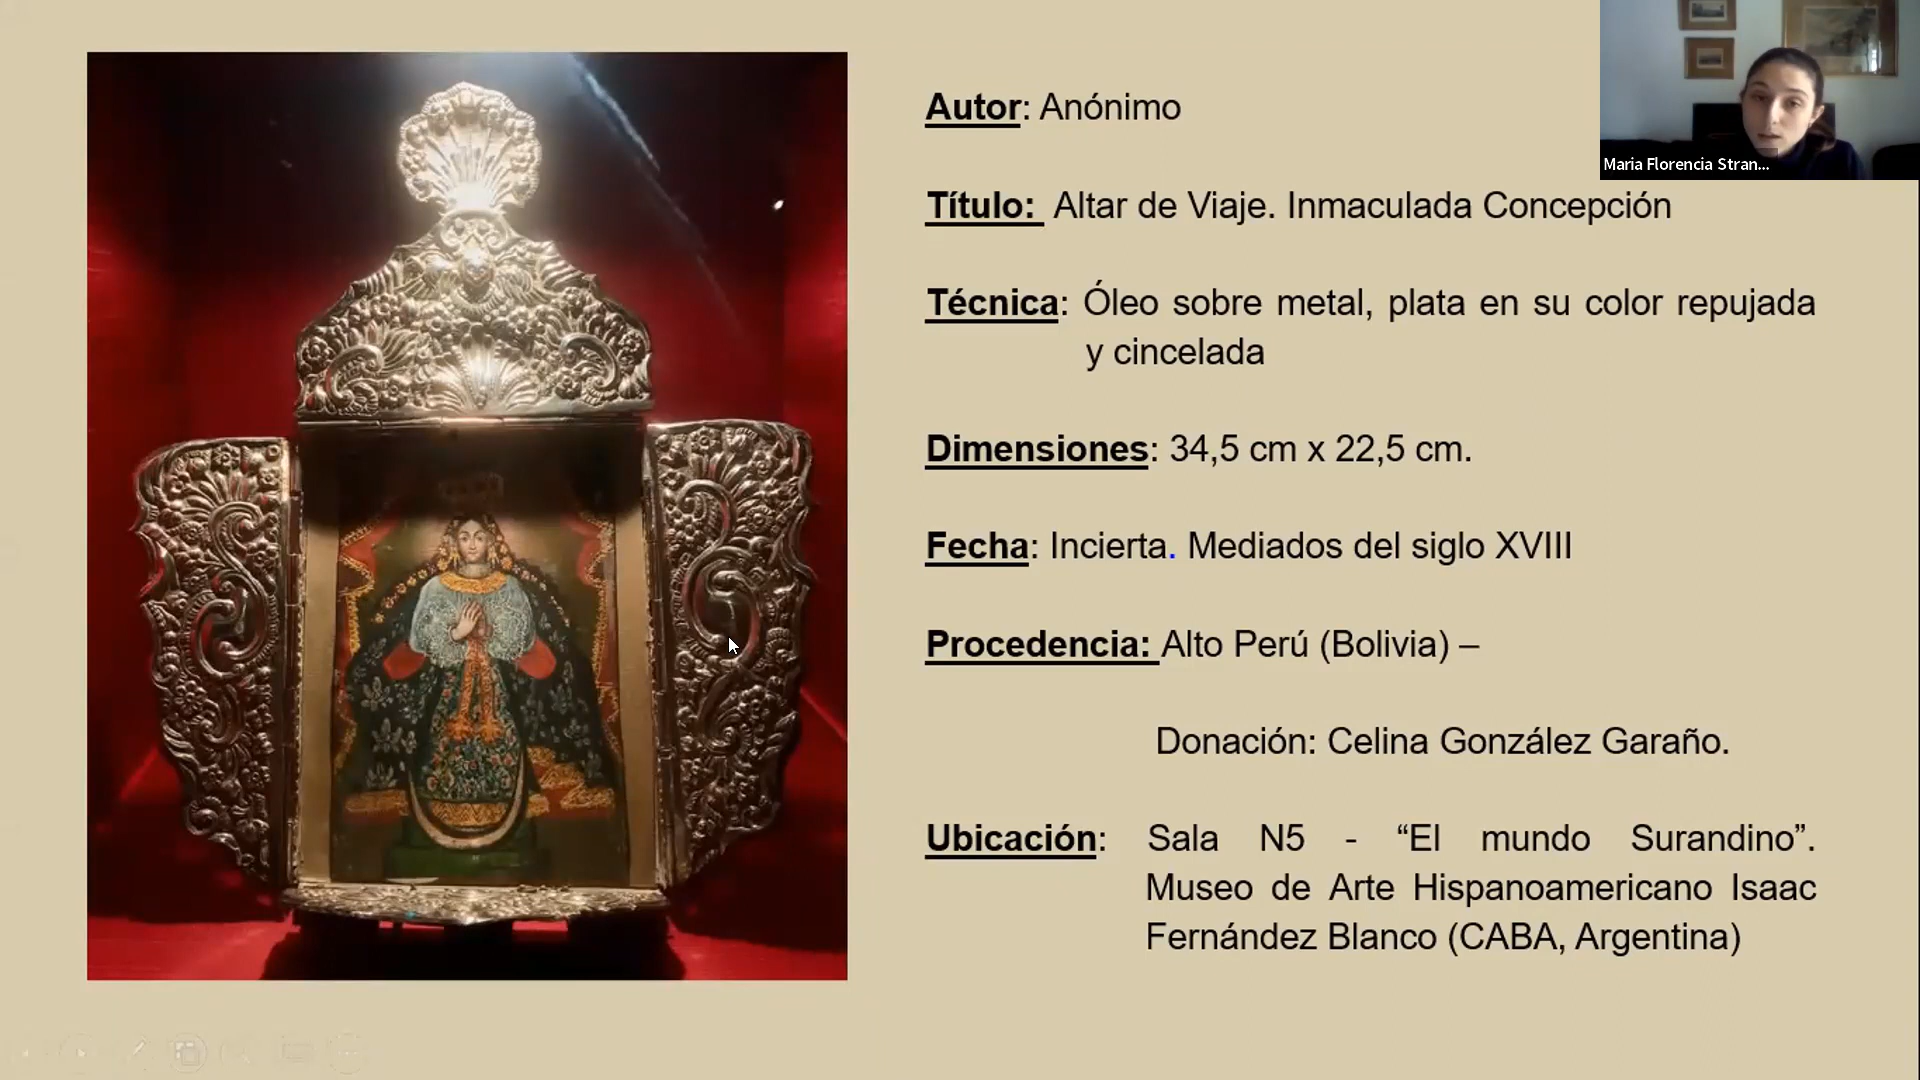 Autor: Anónimo
Título: Altar de Viaje. Inmaculada Concepción
Técnica: Óleo sobre metal, plata en su color repujada
y cincelada
Dimensiones: 34,5 cm x 22,5 cm.
Fecha: Incierta. Mediados del siglo XVIII
Procedencia: Alto Perú (Bolivia) –
Donación: Celina González Garaño.
Ubicación: Sala N5 - “El mundo Surandino”.
Museo de Arte Hispanoamericano Isaac
Fernández Blanco (CABA, Argentina)
Maria Florencia Stran...